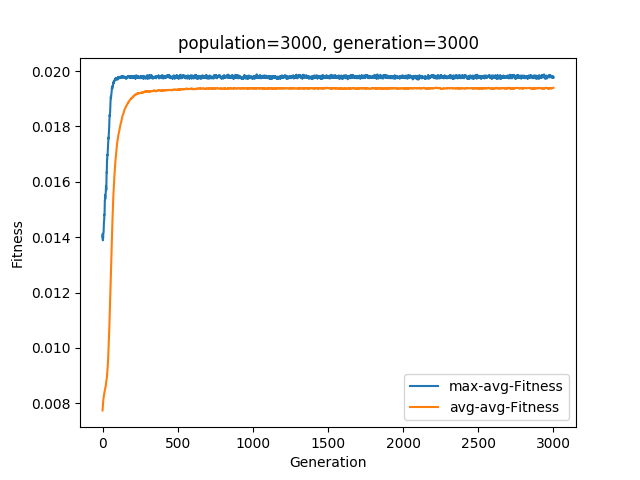 population=3000, generation=3000
0.020
0.018
0.016
0.014
0.012
0.010
0.008
Fitness
0 500 1000 1500 2000 2500 3000
Generation
max-avg-Fitness
avg-avg-Fitness